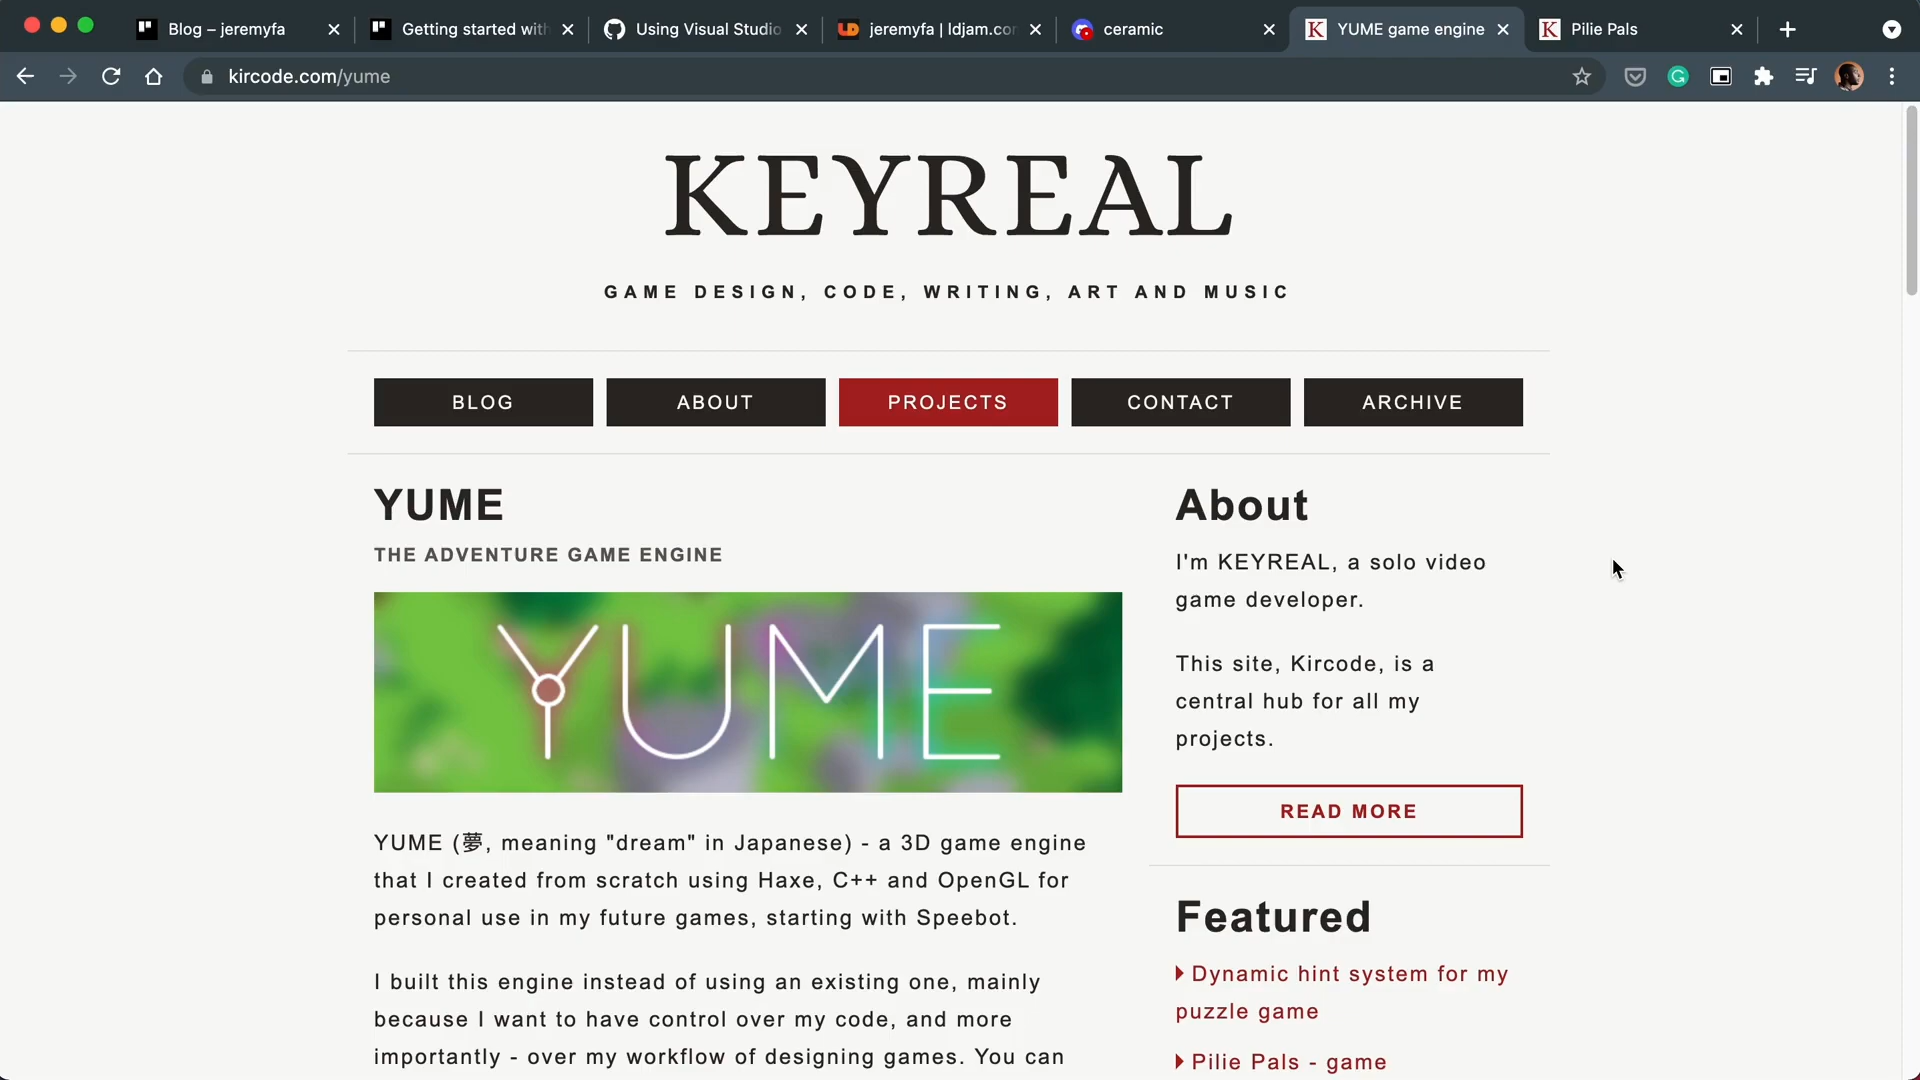 Blog – jeremyfa
Getting started with
Using Visual Studio
jeremyfa | ldjam.co
ceramic
YUME game engine
Pilie Pals
kircode.com/yume
KEYREAL
GAME DESIGN, CODE, WRITING, ART AND MUSIC
BLOG
ABOUT
PROJECTS
CONTACT
ARCHIVE
YUME
THE ADVENTURE GAME ENGINE
YUME
YUME (夢, meaning "dream" in Japanese) - a 3D game engine
that I created from scratch using Haxe, C++ and OpenGL for
personal use in my future games, starting with Speebot.
I built this engine instead of using an existing one, mainly
because I want to have control over my code, and more
importantly - over my workflow of designing games. You can
About
I'm KEYREAL, a solo video
game developer.
This site, Kircode, is a
central hub for all my
projects.
READ MORE
Featured
Dynamic hint system for my
puzzle game
Pilie Pals - game